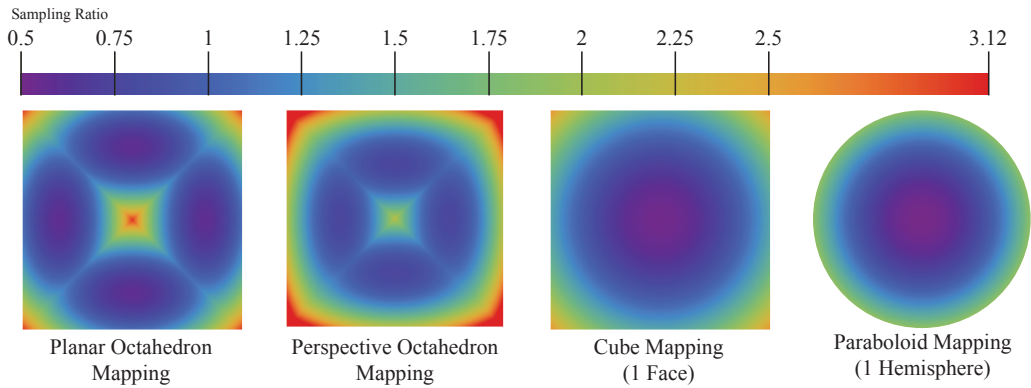 Sampling Ratio
0.5 0.75 1 1.25 1.5 1.75 2 2.25 2.5 3.12
Planar Octahedron
Mapping
Perspective Octahedron
Mapping
Cube Mapping
(1 Face)
Paraboloid Mapping
(1 Hemisphere)